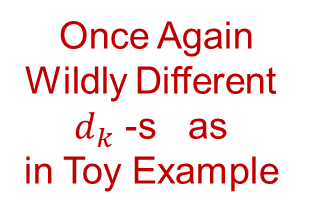 Once Again
Wildly Different
$d_k$ -s as
in Toy Example